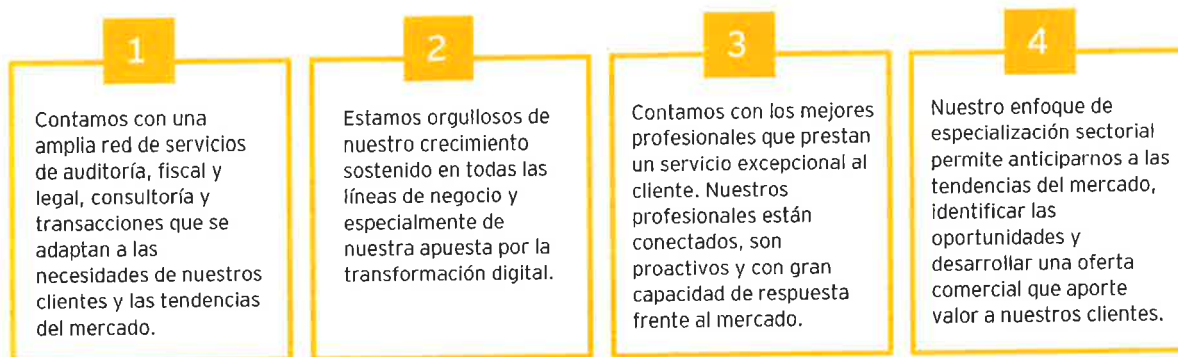 1
Contamos con una
amplia red de servicios
de auditoría, fiscal y
legal, consultoría y
transacciones que se
adaptan a las
necesidades de nuestros
clientes y las tendencias
del mercado.
2
Estamos orgullosos de
nuestro crecimiento
sostenido en todas las
líneas de negocio y
especialmente de
nuestra apuesta por la
transformación digital.
3
Contamos con los mejores
profesionales que prestan
un servicio excepcional al
cliente. Nuestros
profesionales están
conectados, son
proactivos y con gran
capacidad de respuesta
frente al mercado.
4
Nuestro enfoque de
especialización sectorial
permite anticiparnos a las
tendencias del mercado,
identificar las
oportunidades y
desarrollar una oferta
comercial que aporte
valor a nuestros clientes.